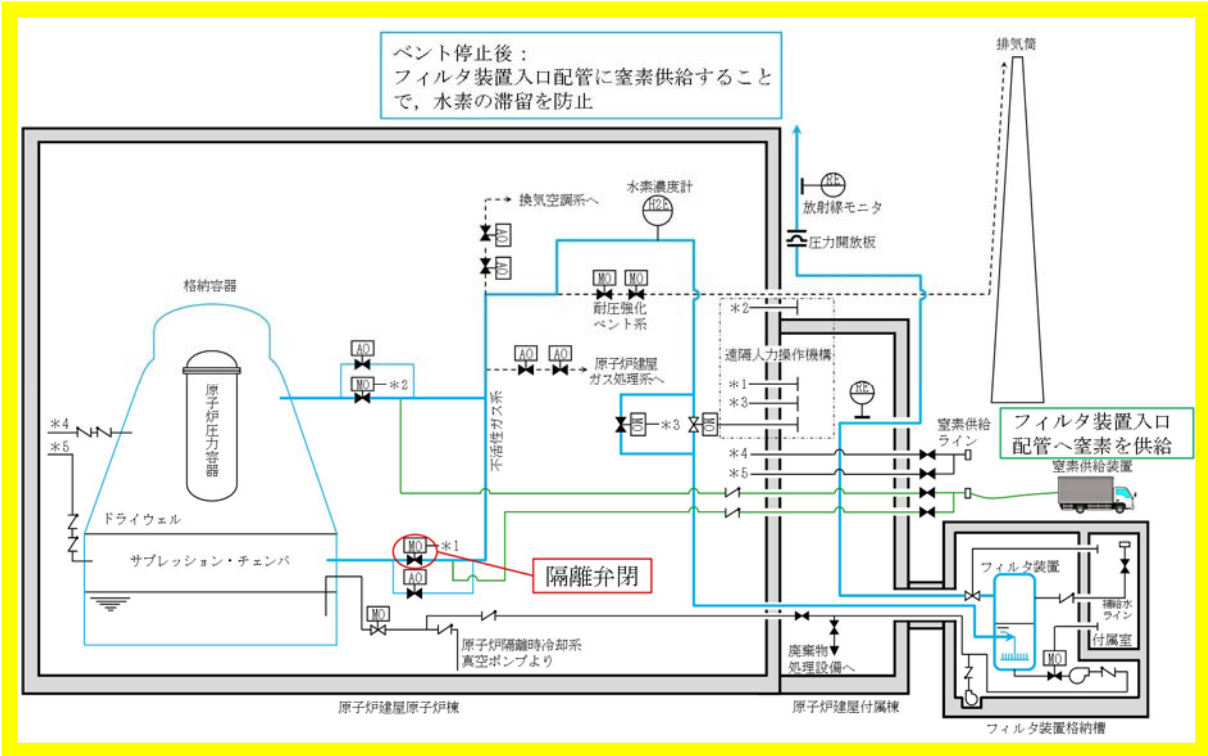 ベント停止後：
フィルタ装置入口配管に窒素供給すること
で，水素の滞留を防止
排気筒
水素濃度計
H2E
換気空調系へ
AO
AO
RE
放射線モニタ
圧力開放板
格納容器
MO
MO
耐圧強化
ベント系
＊2
遠隔人力操作機構
AO
MO
＊2
AO
AO
原子炉建屋
ガス処理系へ
原子炉圧力容器
不活性ガス系
＊1
＊3
RE
＊4
＊5
MO
＊3
MO
＊4
＊5
窒素供給
ライン
フィルタ装置入口
配管へ窒素を供給
窒素供給装置
ドライウェル
サプレッション・チェンバ
MO
＊1
AO
隔離弁閉
フィルタ装置
補給水
ライン
付属室
MO
MO
原子炉隔離時冷却系
真空ポンプより
廃棄物
処理設備へ
原子炉建屋原子炉棟
原子炉建屋付属棟
フィルタ装置格納槽